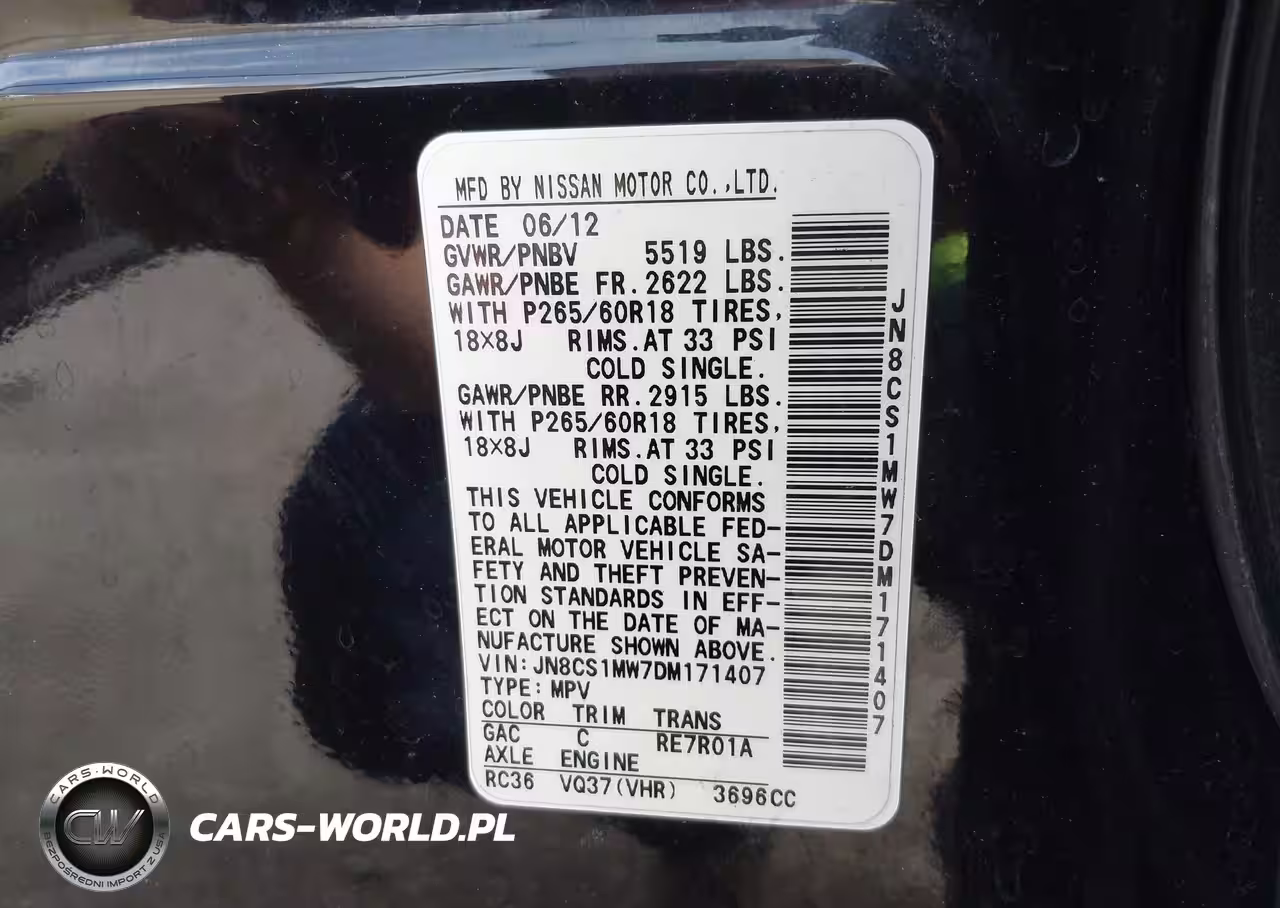 MFD BY NISSAN MOTOR CO.,LTD.
DATE 06/12
GVWR/PNBV 5519 LBS.
GAWR/PNBE FR.2622 LBS.
WITH P265/60R18 TIRES,
18×8J RIMS.AT 33 PSI
COLD SINGLE.
GAWR/PNBE RR.2915 LBS.
WITH P265/60R18 TIRES,
18×8J RIMS.AT 33 PSI
COLD SINGLE.
THIS VEHICLE CONFORMS
TO ALL APPLICABLE FED-
ERAL MOTOR VEHICLE SA-
FETY AND THEFT PREVEN-
TION STANDARDS IN EFF-
ECT ON THE DATE OF MA-
NUFACTURE SHOWN ABOVE.
VIN:JN8CS1MW7DM171407
TYPE:MPV
COLOR TRIM TRANS
GAC C RE7R01A
AXLE ENGINE
RC36 VQ37(VHR) 3696CC
JN8CS1MW7DM171407
CARS-WORLD
CW
BEZPOŚREDNI IMPORT Z USA
CARS-WORLD.PL